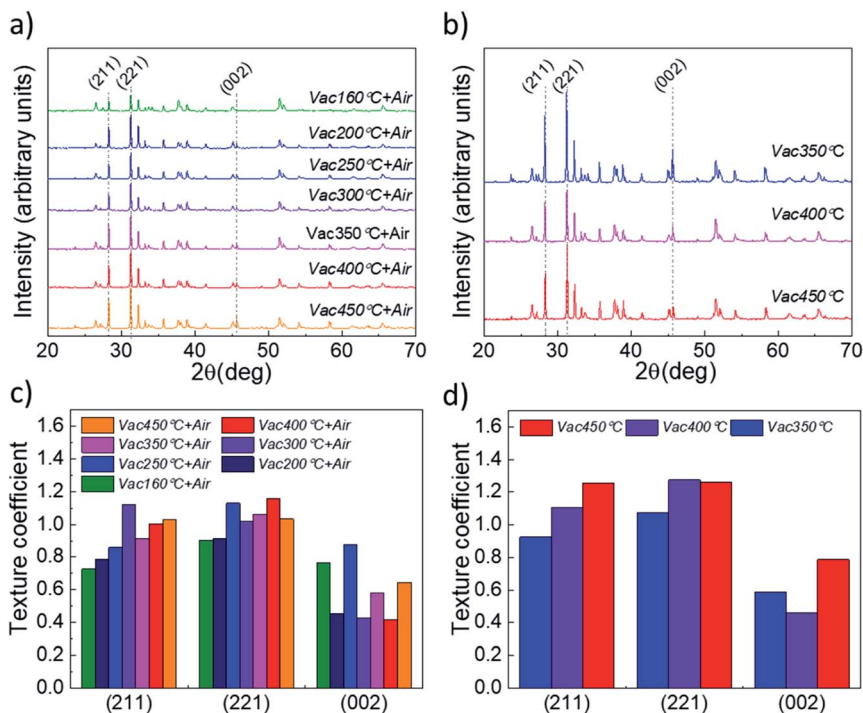 a)
(211)
(221)
(002)
Vac160℃+Air
Vac200℃+Air
Vac250℃+Air
Vac300℃+Air
Vac350℃+Air
Vac400℃+Air
Vac450℃+Air
Intensity (arbitrary units)
20 30 40 50 60 70
2θ(deg)
b)
(211)
(221)
(002)
Vac350℃
Vac400℃
Vac450℃
Intensity (arbitrary units)
20 30 40 50 60 70
2θ(deg)
c)
1.6
1.4
1.2
1.0
0.8
0.6
0.4
0.2
0.0
Texture coefficient
Vac450℃+Air Vac400℃+Air
Vac350℃+Air Vac300℃+Air
Vac250℃+Air Vac200℃+Air
Vac160℃+Air
(211) (221) (002)
d)
1.6
1.4
1.2
1.0
0.8
0.6
0.4
0.2
0.0
Texture coefficient
Vac450℃ Vac400℃ Vac350℃
(211) (221) (002)